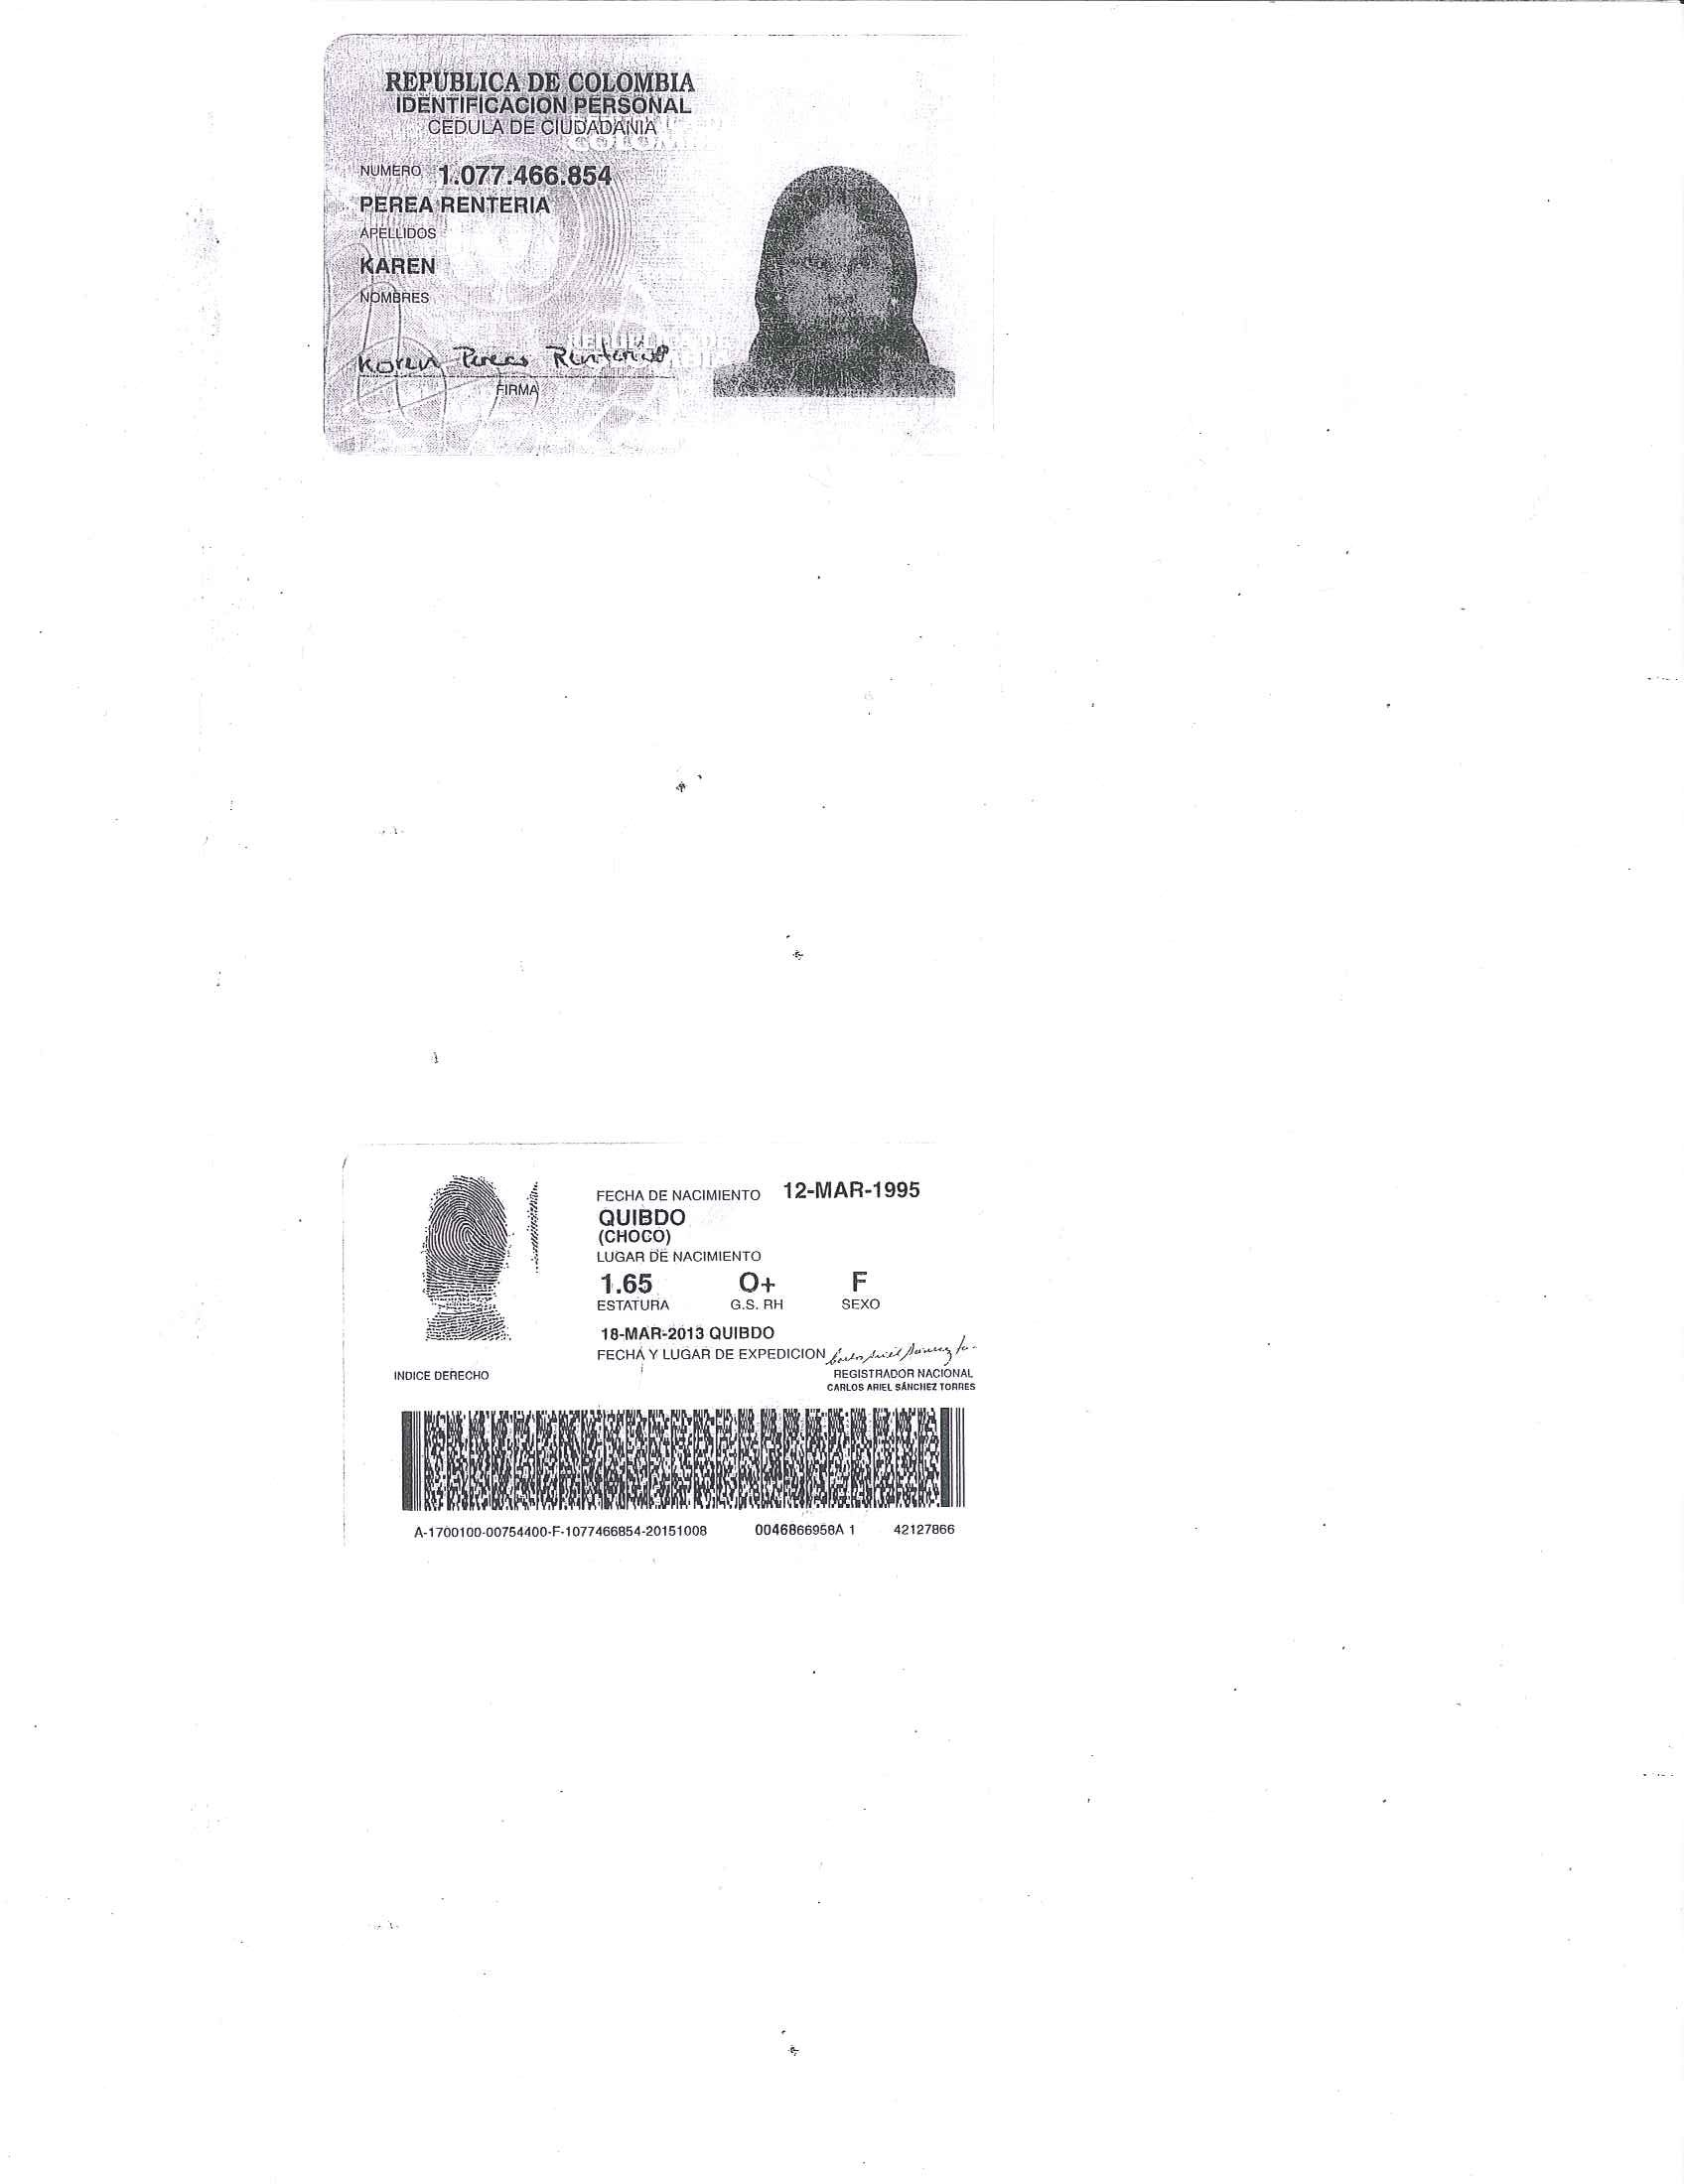 REPUBLICA DE COLOMBIA
IDENTIFICACION PERSONAL
CEDULA DE CIUDADANIA
NUMERO 1.077.466.854
PEREA RENTERIA
APELLIDOS
KAREN
NOMBRES
Karen Perea Renteria
FIRMA
FECHA DE NACIMIENTO 12-MAR-1995
QUIBDO
(CHOCO)
LUGAR DE NACIMIENTO
1.65 O+ F
ESTATURA G.S. RH SEXO
18-MAR-2013 QUIBDO
FECHA Y LUGAR DE EXPEDICION
INDICE DERECHO
REGISTRADOR NACIONAL
CARLOS ARIEL SÁNCHEZ TORRES
A-1700100-00754400-F-1077466854-20151008 0046866958A 1 42127866